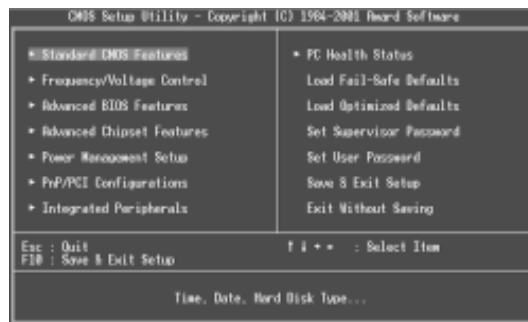 CMOS Setup Utility - Copyright (C) 1984-2001 Award Software
▸ Standard CMOS Features
▸ Frequency/Voltage Control
▸ Advanced BIOS Features
▸ Advanced Chipset Features
▸ Power Management Setup
▸ PnP/PCI Configurations
▸ Integrated Peripherals
▸ PC Health Status
Load Fail-Safe Defaults
Load Optimized Defaults
Set Supervisor Password
Set User Password
Save & Exit Setup
Exit Without Saving
Esc : Quit
F10 : Save & Exit Setup
↑ ↓ → ← : Select Item
Time, Date, Hard Disk Type...